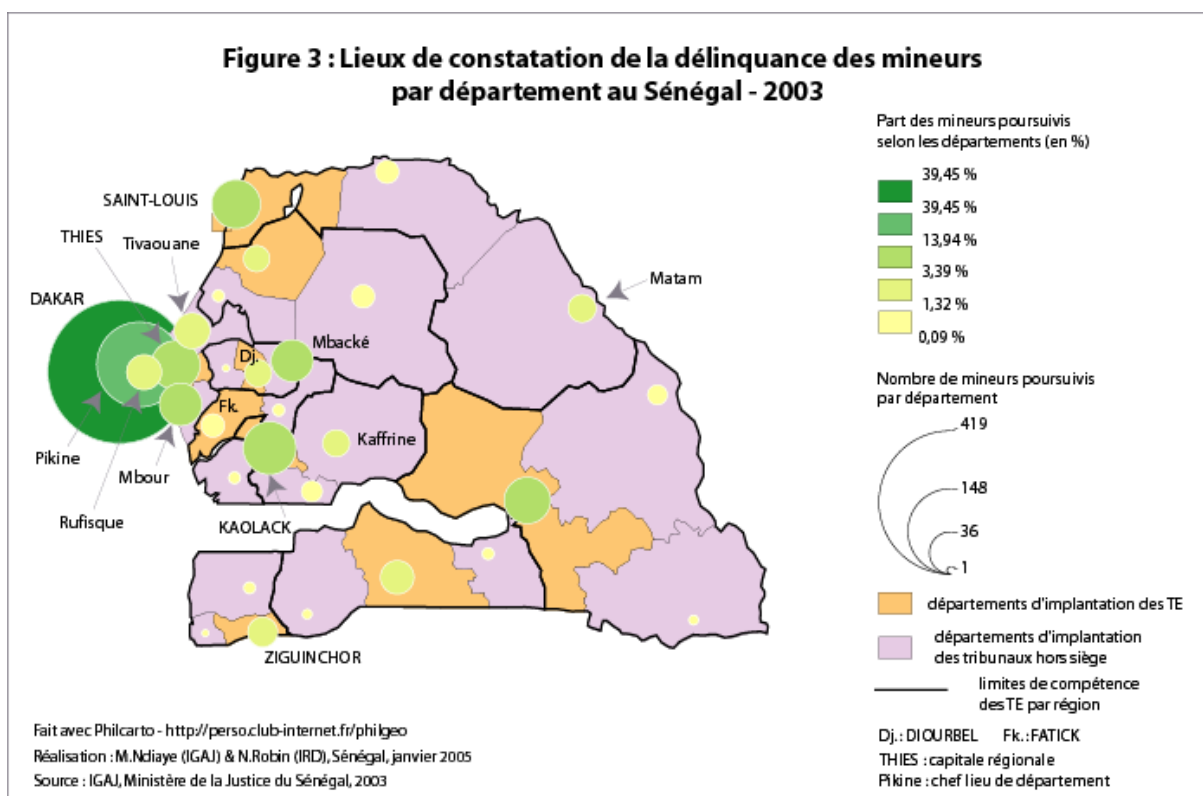 Figure 3 : Lieux de constatation de la délinquance des mineurs
par département au Sénégal - 2003
Part des mineurs poursuivis
selon les départements (en %)
39,45 %
39,45 %
13,94 %
3,39 %
1,32 %
0,09 %
SAINT-LOUIS
THIES
Tivaouane
DAKAR
Matam
Mbacké
Dj.
Fk.
Kaffrine
Pikine
Mbour
Rufisque
KAOLACK
ZIGUINCHOR
Nombre de mineurs poursuivis
par département
419
148
36
1
départements d'implantation des TE
départements d'implantation
des tribunaux hors siège
limites de compétence
des TE par région
Dj.: DIOURBEL Fk.: FATICK
THIES : capitale régionale
Pikine : chef lieu de département
Fait avec Philcarto - http://perso.club-internet.fr/philgeo
Réalisation : M.Ndiaye (IGAJ) & N.Robin (IRD), Sénégal, janvier 2005
Source : IGAJ, Ministère de la Justice du Sénégal, 2003